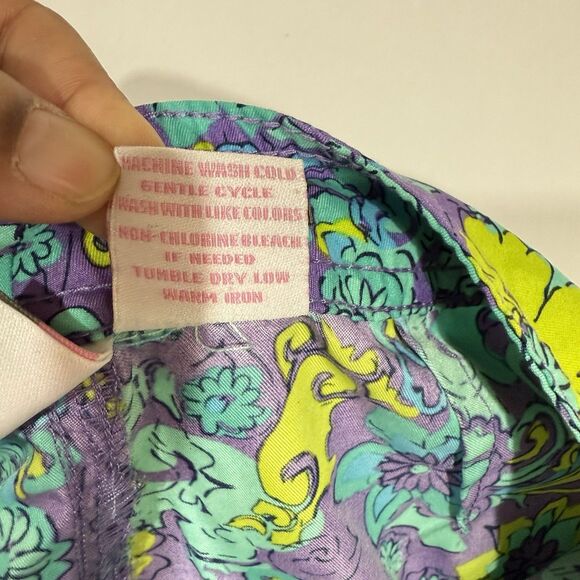 MACHINE WASH COLD
GENTLE CYCLE
WASH WITH LIKE COLORS
NON-CHLORINE BLEACH
IF NEEDED
TUMBLE DRY LOW
WARM IRON